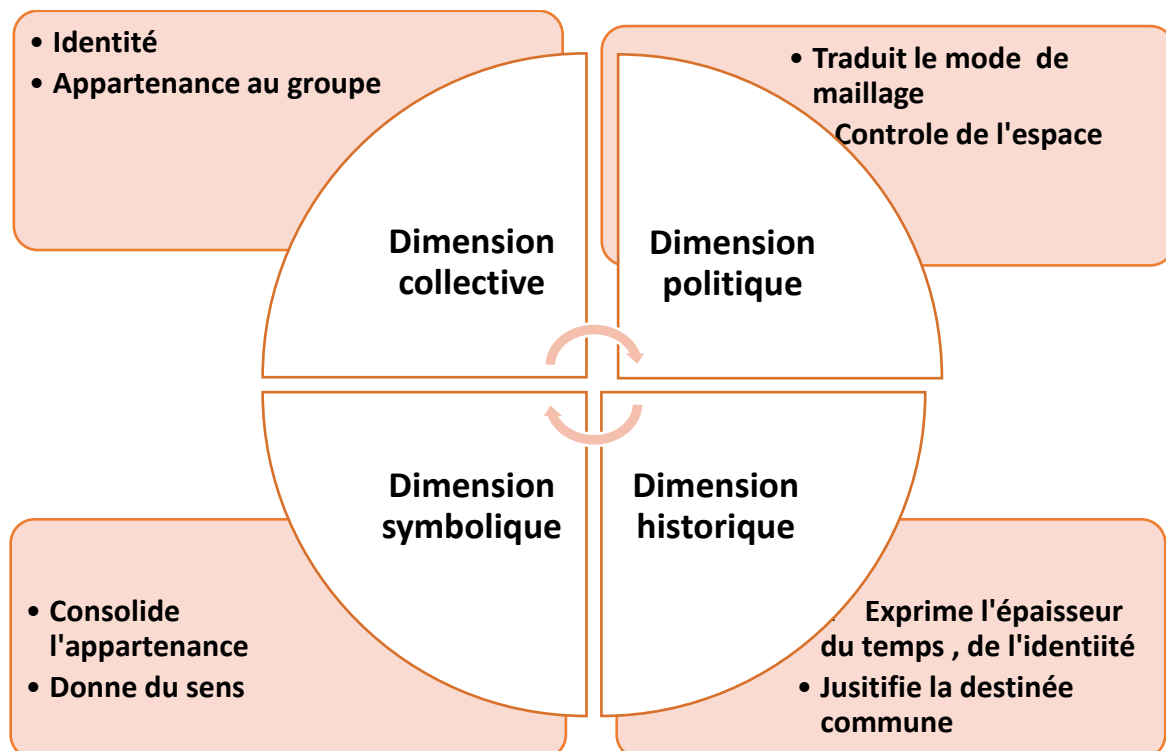 • Identité
• Appartenance au groupe
• Traduit le mode de
maillage
Controle de l'espace
Dimension
collective
Dimension
politique
Dimension
symbolique
Dimension
historique
• Consolide
l'appartenance
• Donne du sens
Exprime l'épaisseur
du temps , de l'identiité
• Jusitifie la destinée
commune